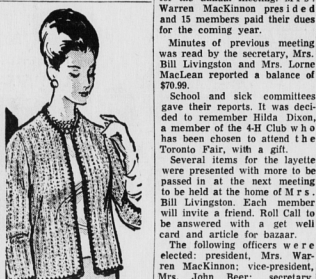 Warren MacKinnon presided
and 15 members paid their dues
for the coming year.
Minutes of previous meeting
was read by the secretary, Mrs.
Bill Livingston and Mrs. Lorne
MacLean reported a balance of
$70.99.
School and sick committees
gave their reports. It was deci-
ded to remember Hilda Dixon,
a member of the 4-H Club who
has been chosen to attend the
Toronto Fair, with a gift.
Several items for the layette
were presented with more to be
passed in at the next meeting
to be held at the home of Mrs.
Bill Livingston. Each member
will invite a friend. Roll Call to
be answered with a get well
card and article for bazaar.
The following officers were
elected: president, Mrs. War-
ren MacKinnon; vice-president,
Mrs. John Beer; secretary,